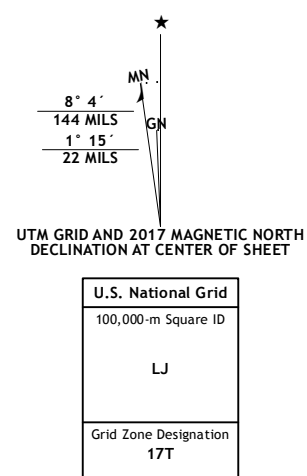 ★
MN
GN
8° 4´
144 MILS
1° 15´
22 MILS
UTM GRID AND 2017 MAGNETIC NORTH
DECLINATION AT CENTER OF SHEET
U.S. National Grid
100,000-m Square ID
LJ
Grid Zone Designation
17T